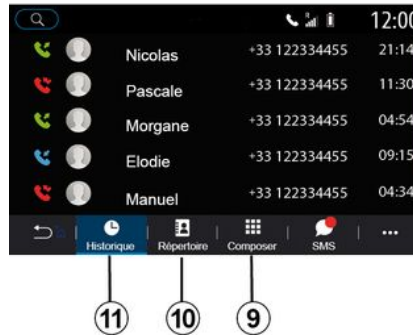 12:00
Nicolas +33 122334455 21:14
Pascale +33 122334455 11:30
Morgane +33 122334455 04:54
Elodie +33 122334455 09:15
Manuel +33 122334455 04:34
Historique Répertoire Composer SMS
11 10 9